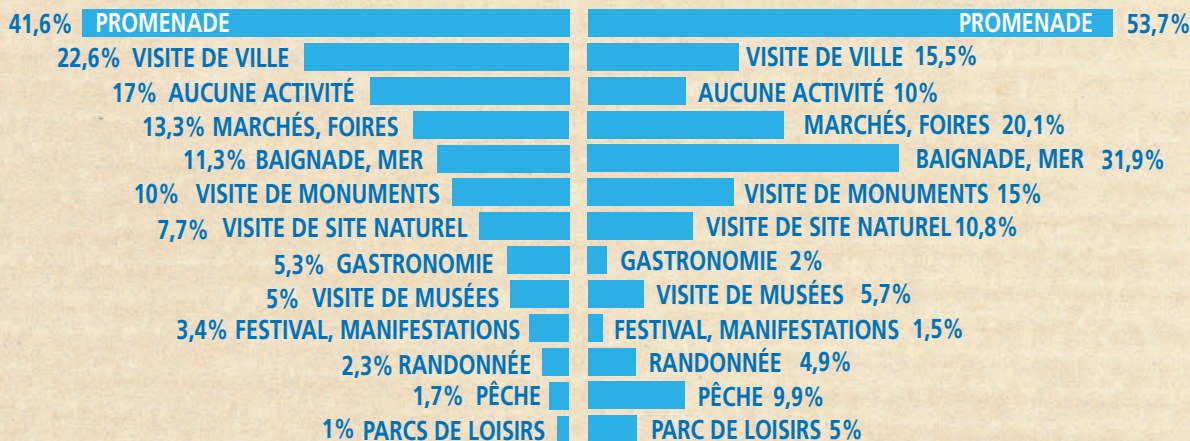 41,6% PROMENADE PROMENADE 53,7%
22,6% VISITE DE VILLE VISITE DE VILLE 15,5%
17% AUCUNE ACTIVITÉ AUCUNE ACTIVITÉ 10%
13,3% MARCHÉS, FOIRES MARCHÉS, FOIRES 20,1%
11,3% BAIGNADE, MER BAIGNADE, MER 31,9%
10% VISITE DE MONUMENTS VISITE DE MONUMENTS 15%
7,7% VISITE DE SITE NATUREL VISITE DE SITE NATUREL 10,8%
5,3% GASTRONOMIE GASTRONOMIE 2%
5% VISITE DE MUSÉES VISITE DE MUSÉES 5,7%
3,4% FESTIVAL, MANIFESTATIONS FESTIVAL, MANIFESTATIONS 1,5%
2,3% RANDONNÉE RANDONNÉE 4,9%
1,7% PÊCHE PÊCHE 9,9%
1% PARCS DE LOISIRS PARC DE LOISIRS 5%